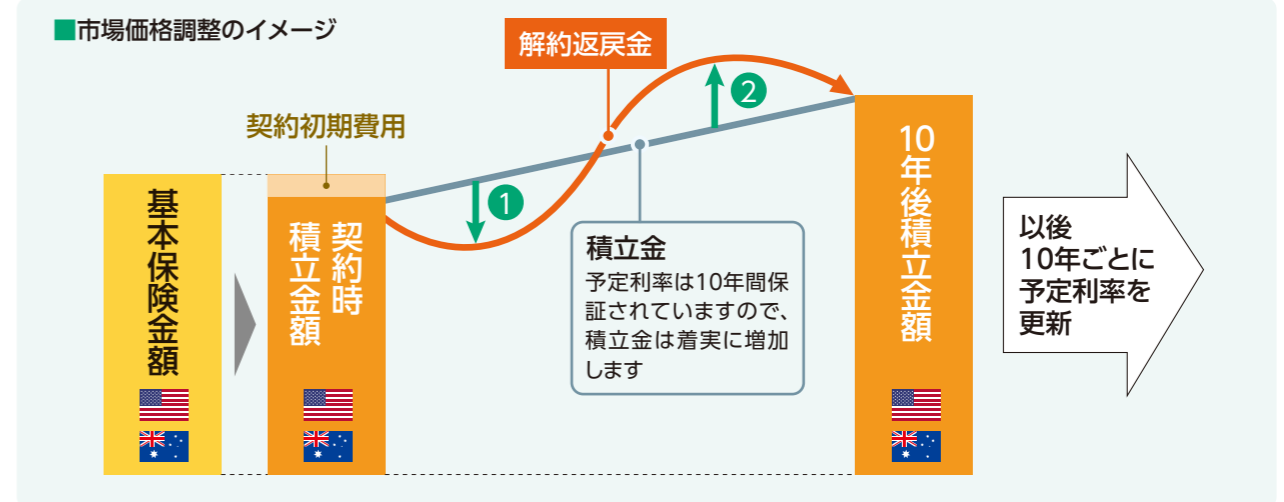 ■市場価格調整のイメージ
解約返戻金
契約初期費用
基本保険金額
契約時
積立金額
1
2
積立金
予定利率は10年間保
証されていますので、
積立金は着実に増加
します
10年後積立金額
以後
10年ごとに
予定利率を
更新